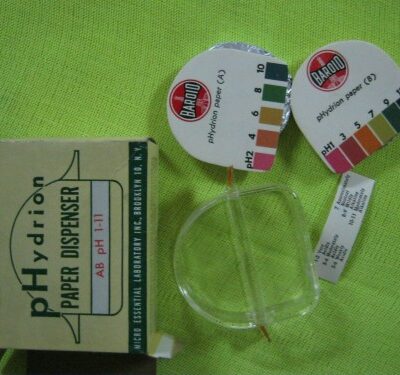 pHydrion
PAPER DISPENSER
AB pH 1-11
MICRO ESSENTIAL LABORATORY INC. BROOKLYN 10, N.Y.
BAROID
pHydrion paper (A)
pH2 4 6 8 10
BAROID
pHydrion paper (B)
pH1 3 5 7 9